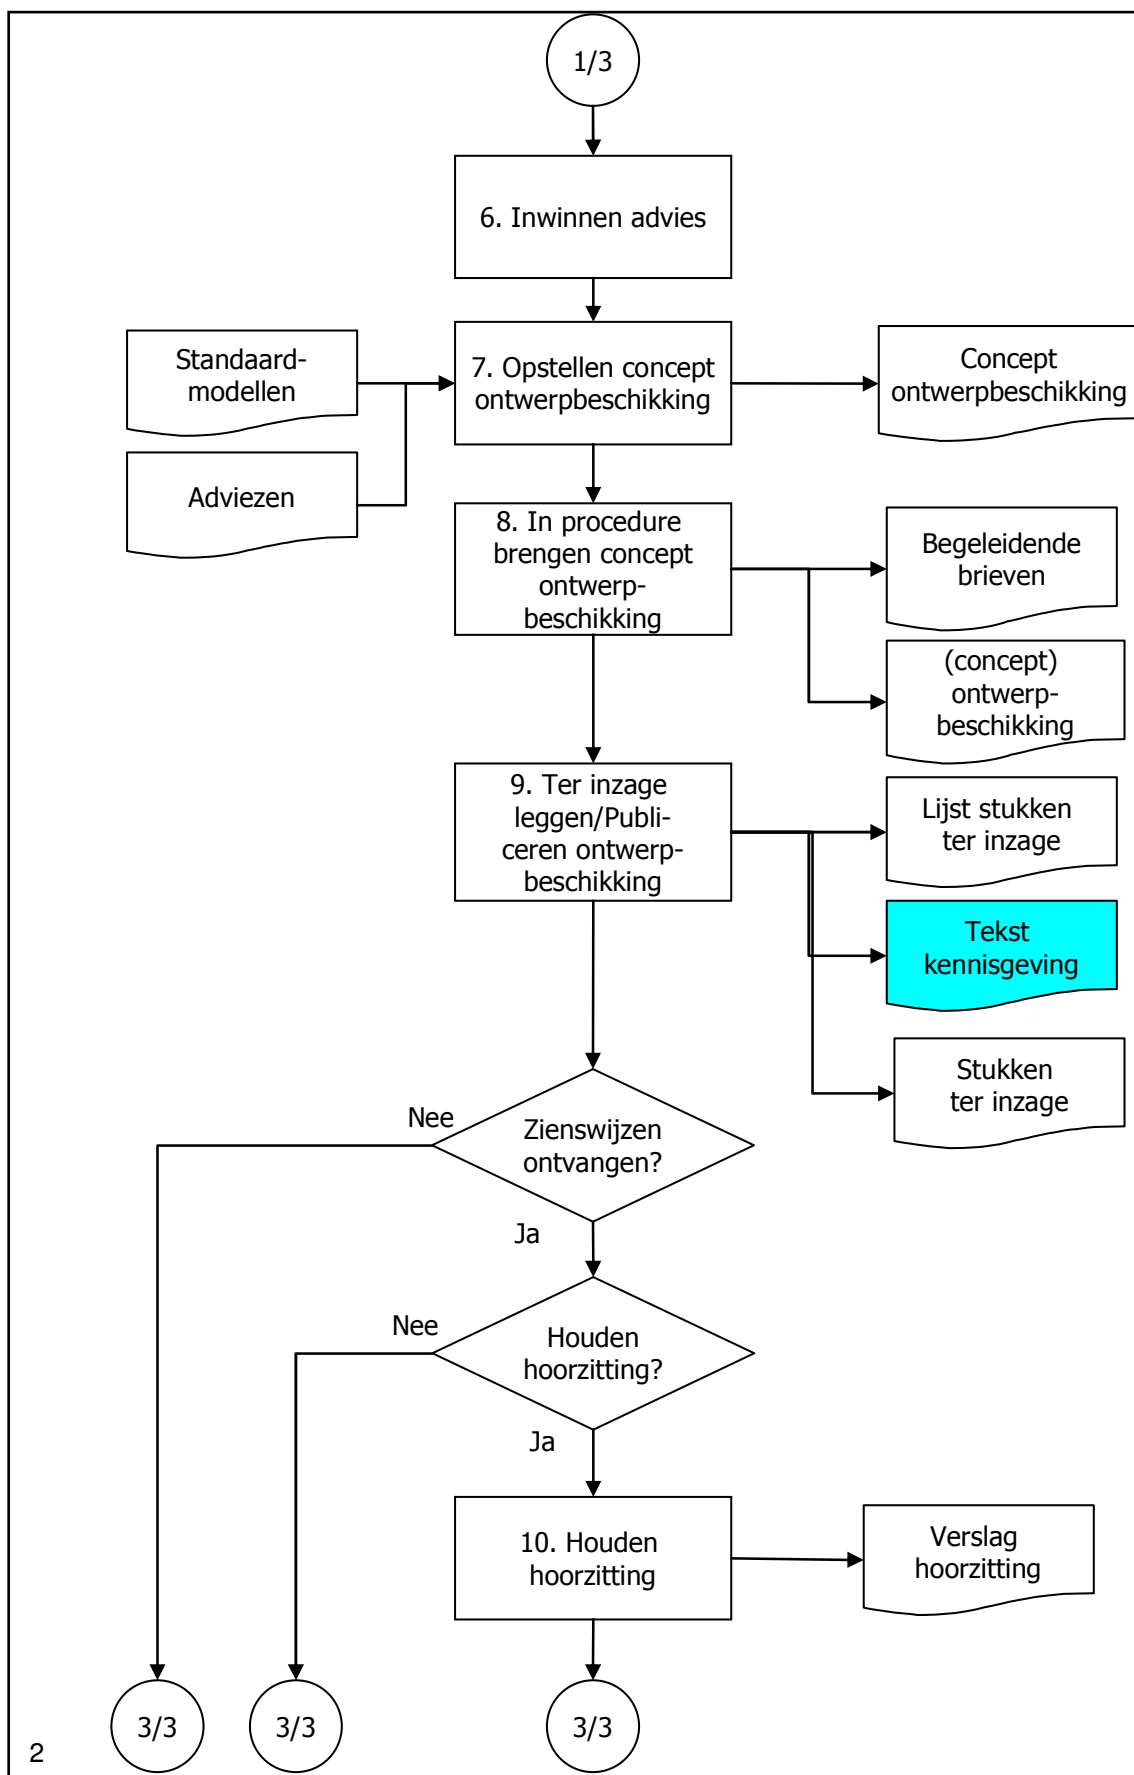 1/3
6. Inwinnen advies
Standaard-
modellen
7. Opstellen concept
ontwerpbeschikking
Concept
ontwerpbeschikking
Adviezen
8. In procedure
brengen concept
ontwerp-
beschikking
Begeleidende
brieven
(concept)
ontwerp-
beschikking
9. Ter inzage
leggen/Publi-
ceren ontwerp-
beschikking
Lijst stukken
ter inzage
Tekst
kennisgeving
Stukken
ter inzage
Nee
Zienswijzen
ontvangen?
Ja
Nee
Houden
hoorzitting?
Ja
10. Houden
hoorzitting
Verslag
hoorzitting
3/3
3/3
3/3
2